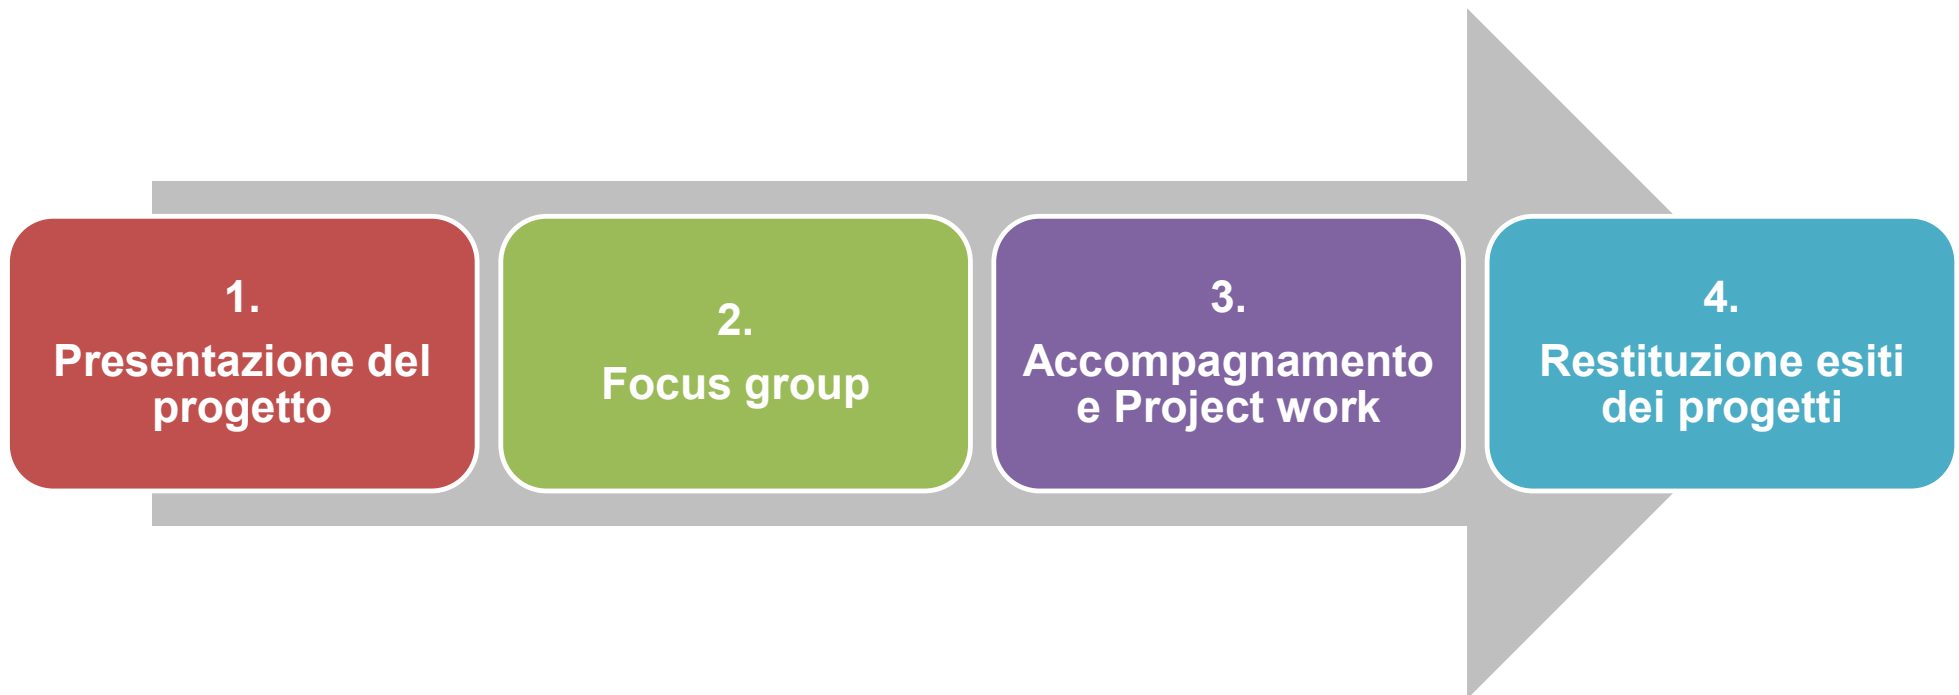 1.
Presentazione del
progetto
2.
Focus group
3.
Accompagnamento
e Project work
4.
Restituzione esiti
dei progetti